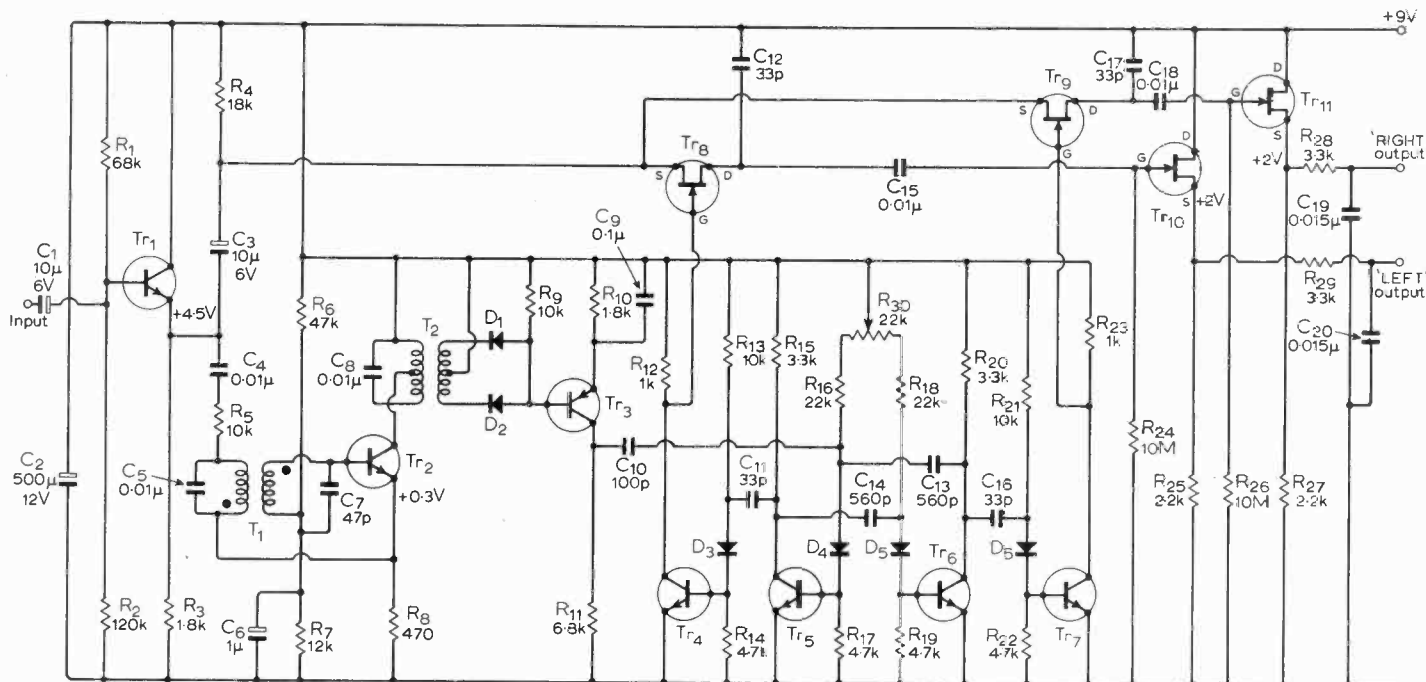 +9V
C12
33p
C17
33p
C18
0.01μ
Tr9
S
D
G
G
D
S
Tr11
R4
18k
R1
68k
Tr8
S
D
G
C15
0.01μ
G
D
S
Tr10
+2V
+2V
R28
3.3k
'RIGHT'
output
C19
0.015μ
C1
10μ
6V
Input
Tr1
+4.5V
C3
10μ
6V
C9
0.1μ
R29
3.3k
'LEFT'
output
C20
0.015μ
R6
47k
T2
D1
D2
C8
0.01μ
R9
10k
R10
1.8k
R12
1k
R13
10k
R15
3.3k
R30
22k
R16
22k
R18
22k
R20
3.3k
R21
10k
R23
1k
C4
0.01μ
R5
10k
Tr3
C2
500μ
12V
C5
0.01μ
T1
C7
47p
Tr2
+0.3V
C10
100p
C11
33p
C14
560p
C13
560p
C16
33p
R24
10M
R25
2.2k
R26
10M
R27
2.2k
D3
D4
D5
Tr6
D5
R2
120k
R3
1.8k
C6
1μ
R7
12k
R8
470
R11
6.8k
Tr4
R14
4.7k
Tr5
R17
4.7k
R19
4.7k
R22
4.7k
Tr7